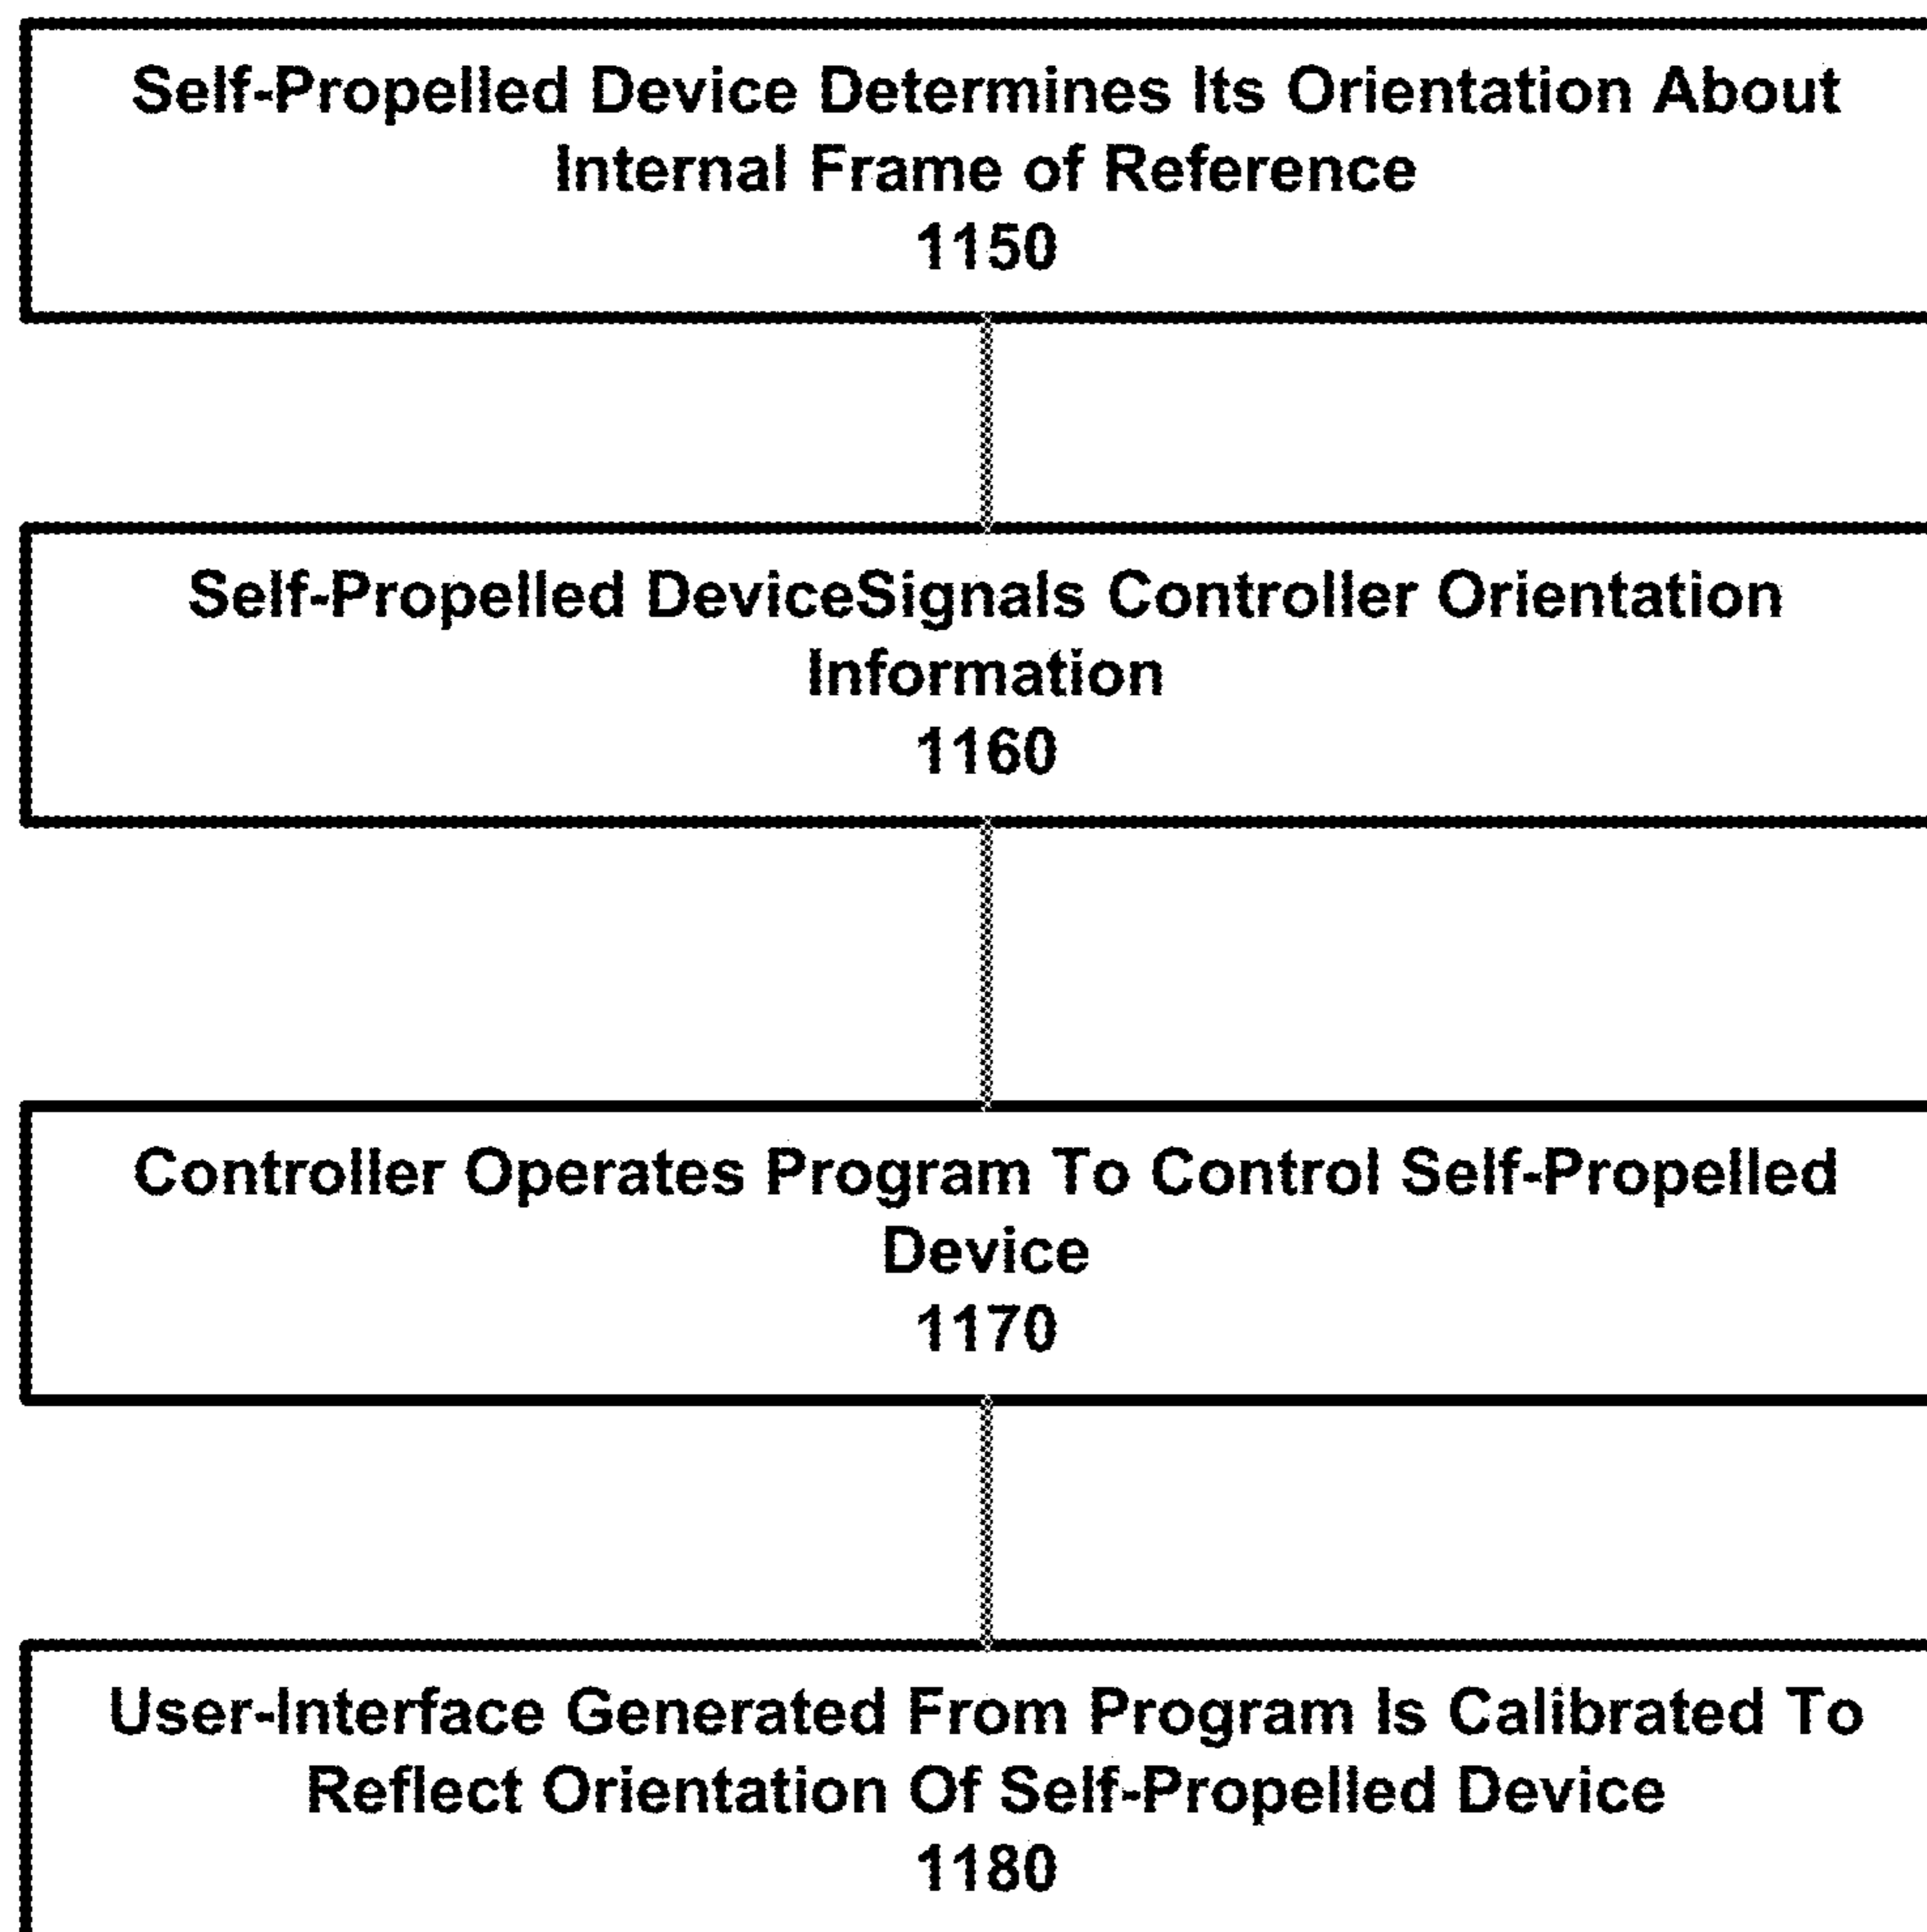 Self-Propelled Device Determines Its Orientation About
Internal Frame of Reference
1150
Self-Propelled DeviceSignals Controller Orientation
Information
1160
Controller Operates Program To Control Self-Propelled
Device
1170
User-Interface Generated From Program Is Calibrated To
Reflect Orientation Of Self-Propelled Device
1180